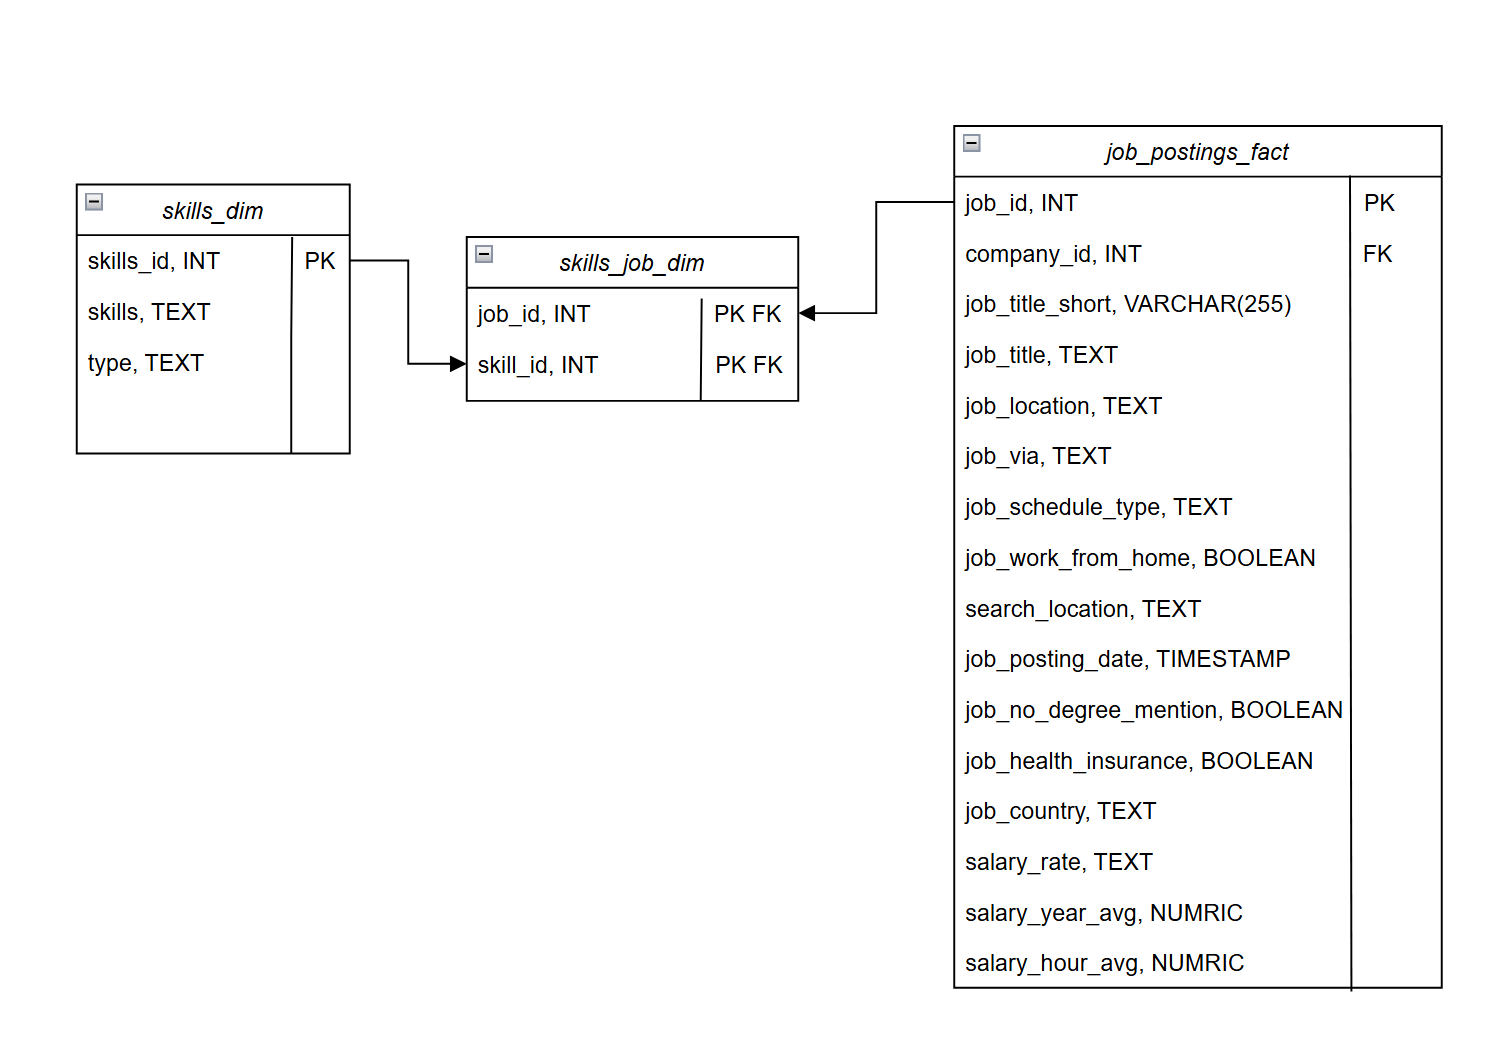 skills_dim
skills_id, INT PK
skills, TEXT
type, TEXT
skills_job_dim
job_id, INT PK FK
skill_id, INT PK FK
job_postings_fact
job_id, INT PK
company_id, INT FK
job_title_short, VARCHAR(255)
job_title, TEXT
job_location, TEXT
job_via, TEXT
job_schedule_type, TEXT
job_work_from_home, BOOLEAN
search_location, TEXT
job_posting_date, TIMESTAMP
job_no_degree_mention, BOOLEAN
job_health_insurance, BOOLEAN
job_country, TEXT
salary_rate, TEXT
salary_year_avg, NUMRIC
salary_hour_avg, NUMRIC